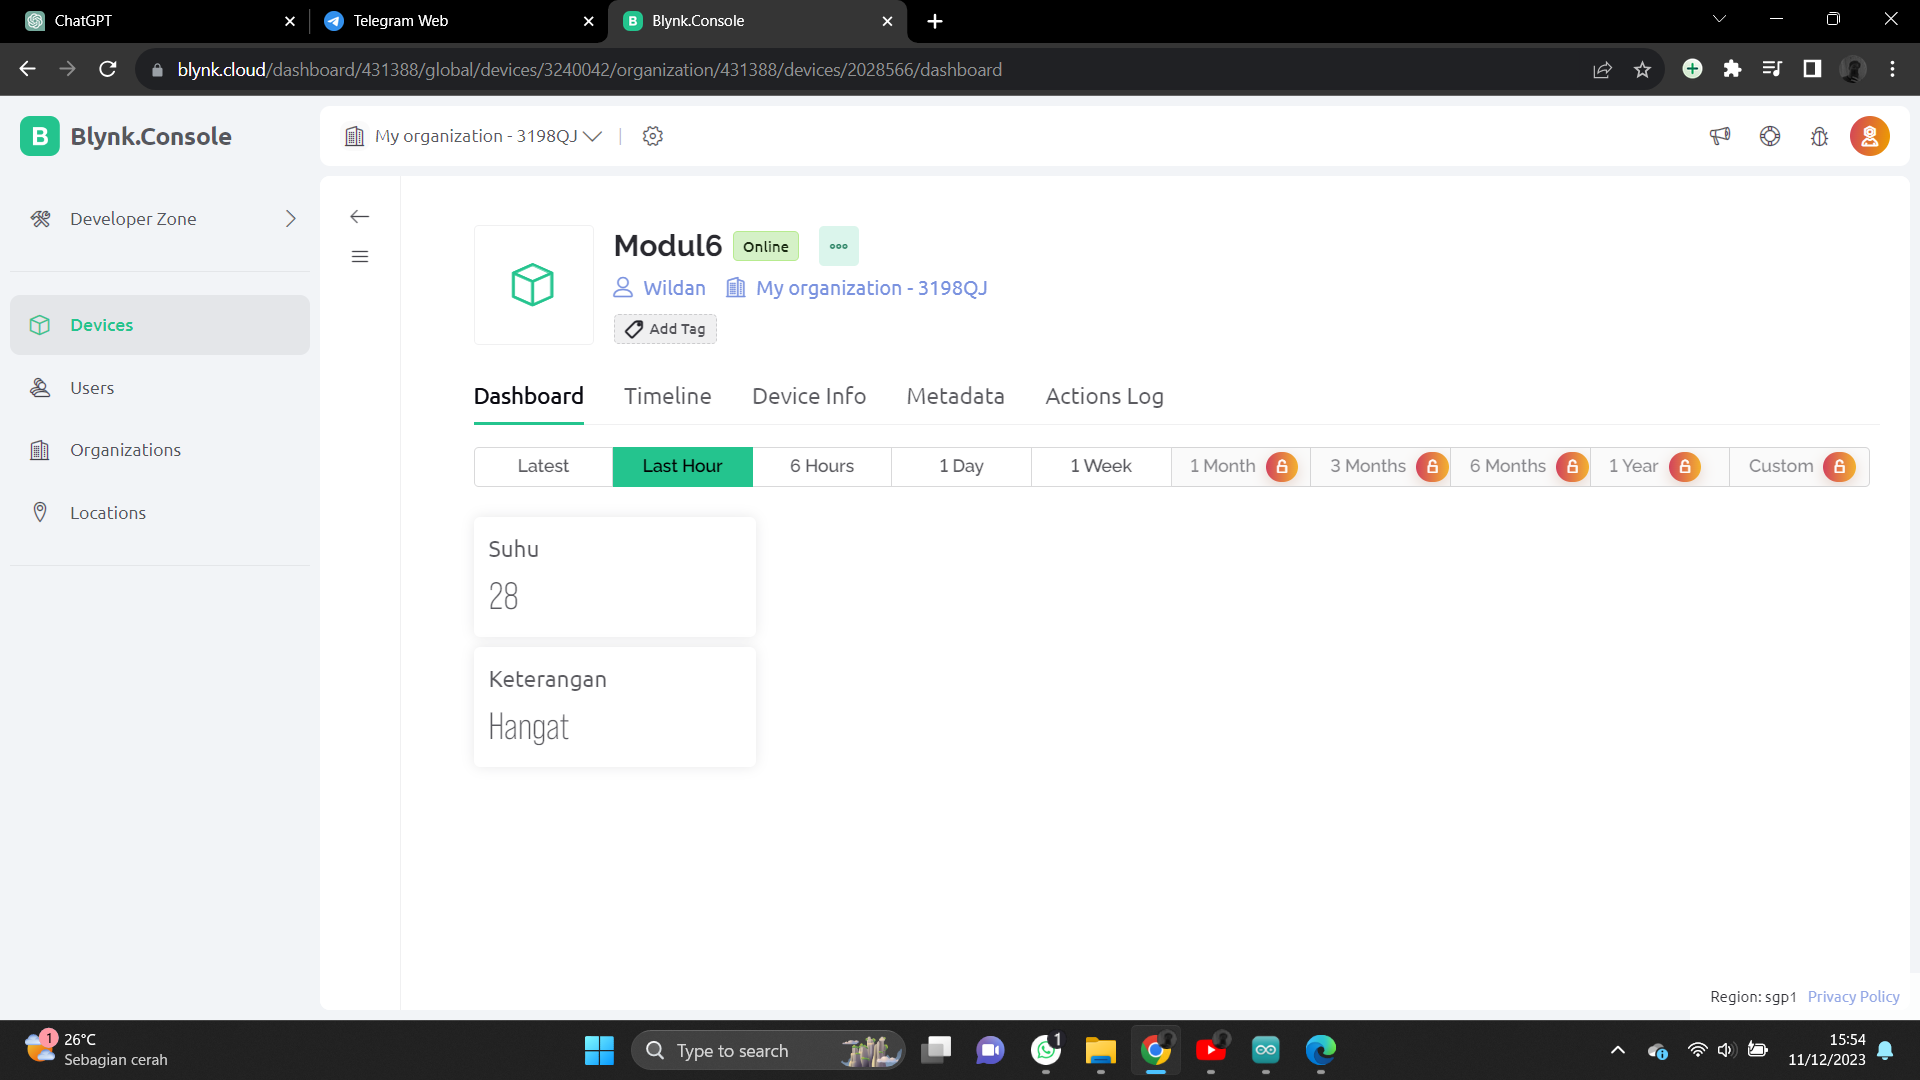 ChatGPT
Telegram Web
B Blynk.Console
blynk.cloud/dashboard/431388/global/devices/3240042/organization/431388/devices/2028566/dashboard
B Blynk.Console
My organization - 3198QJ
Developer Zone
Devices
Users
Organizations
Locations
Modul6 Online
Wildan My organization - 3198QJ
Add Tag
Dashboard Timeline Device Info Metadata Actions Log
Latest Last Hour 6 Hours 1 Day 1 Week 1 Month 3 Months 6 Months 1 Year Custom
Suhu
28
Keterangan
Hangat
Region: sgp1 Privacy Policy
1
26°C
Sebagian cerah
Type to search
1
15:54
11/12/2023